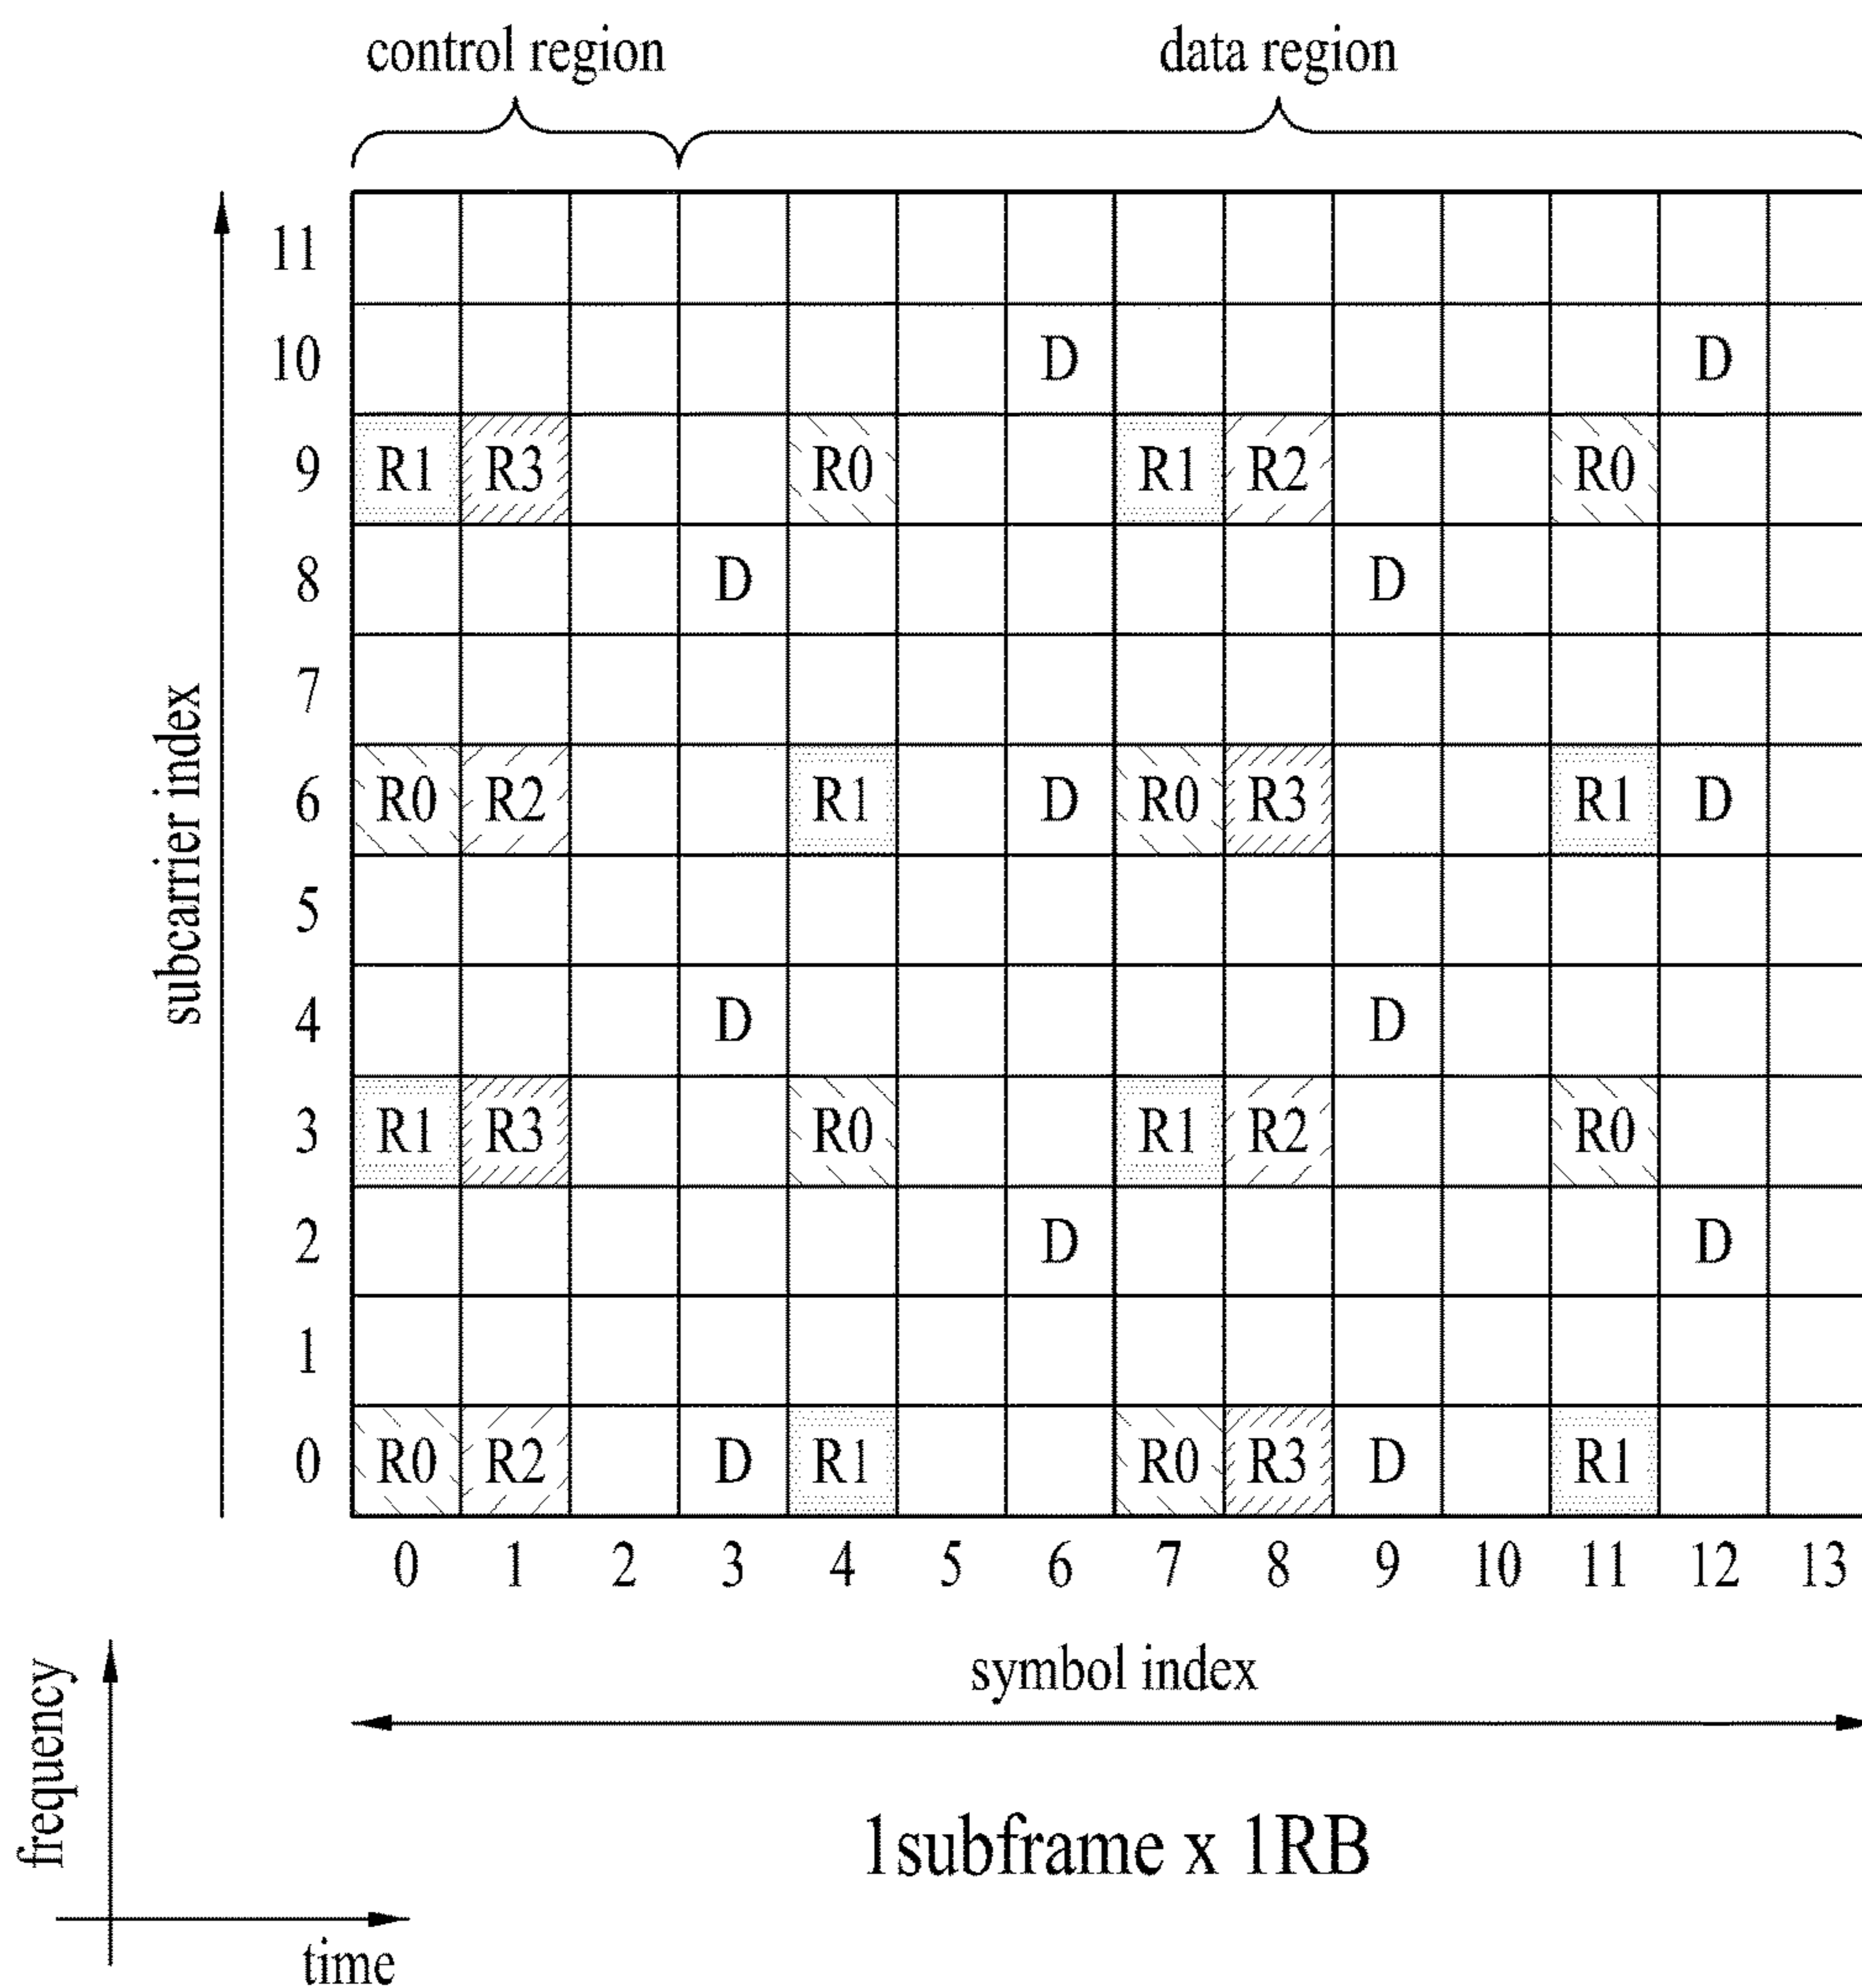 control region data region
11
10 D D
9 R1 R3 R0 R1 R2 R0
8 D D
7
6 R0 R2 R1 D R0 R3 R1 D
5
4 D D
3 R1 R3 R0 R1 R2 R0
2 D D
1
0 R0 R2 D R1 R0 R3 D R1
subcarrier index
0 1 2 3 4 5 6 7 8 9 10 11 12 13
symbol index
frequency
time
1subframe x 1RB